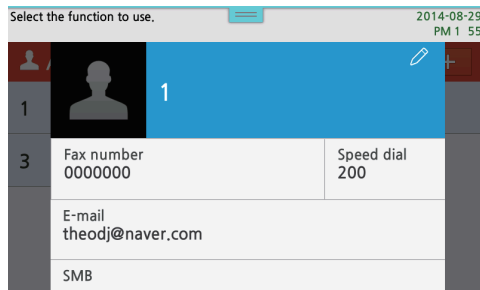 Select the function to use.
2014-08-29
PM 1 55
1
1
+
3
Fax number
0000000
Speed dial
200
E-mail
theodj@naver.com
SMB